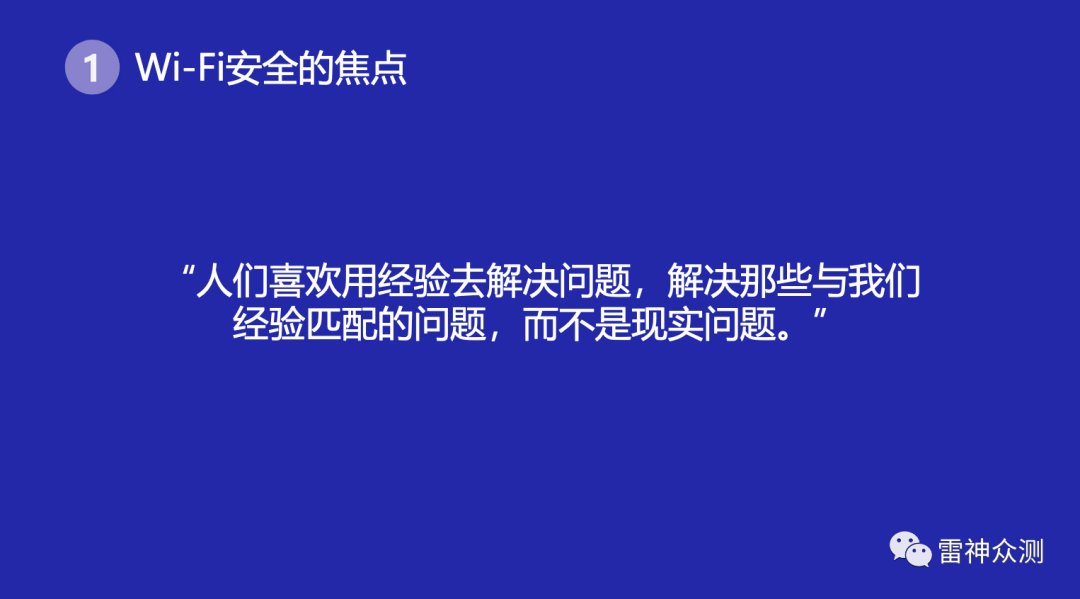 1 Wi-Fi安全的焦点
“人们喜欢用经验去解决问题，解决那些与我们
经验匹配的问题，而不是现实问题。”
雷神众测